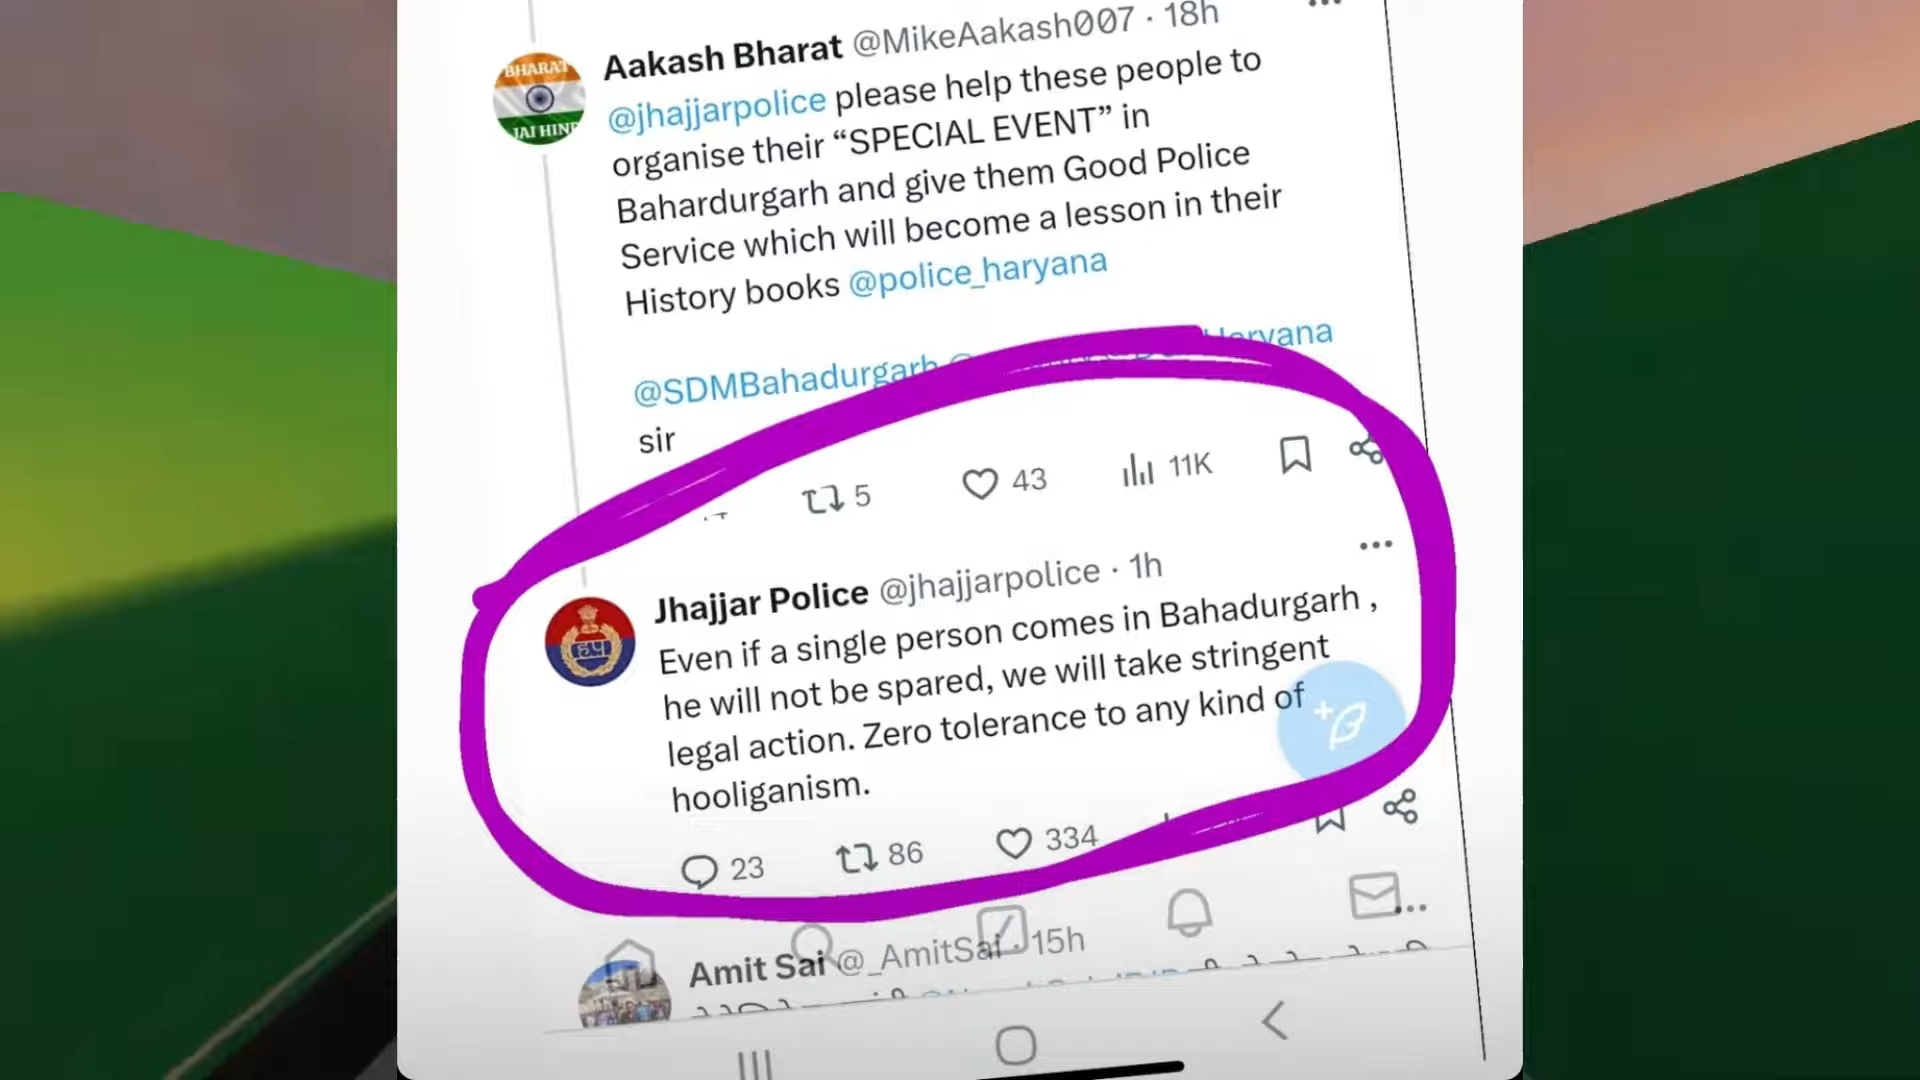 BHARAT
JAI HIND
Aakash Bharat @MikeAakash007 · 18h
@jhajjarpolice please help these people to
organise their “SPECIAL EVENT” in
Bahardurgarh and give them Good Police
Service which will become a lesson in their
History books @police_haryana
@SDMBahadurgarh
sir
5 43 11K
Jhajjar Police @jhajjarpolice · 1h
Even if a single person comes in Bahadurgarh ,
he will not be spared, we will take stringent
legal action. Zero tolerance to any kind of
hooliganism.
23 86 334
Amit Sai @_AmitSai · 15h